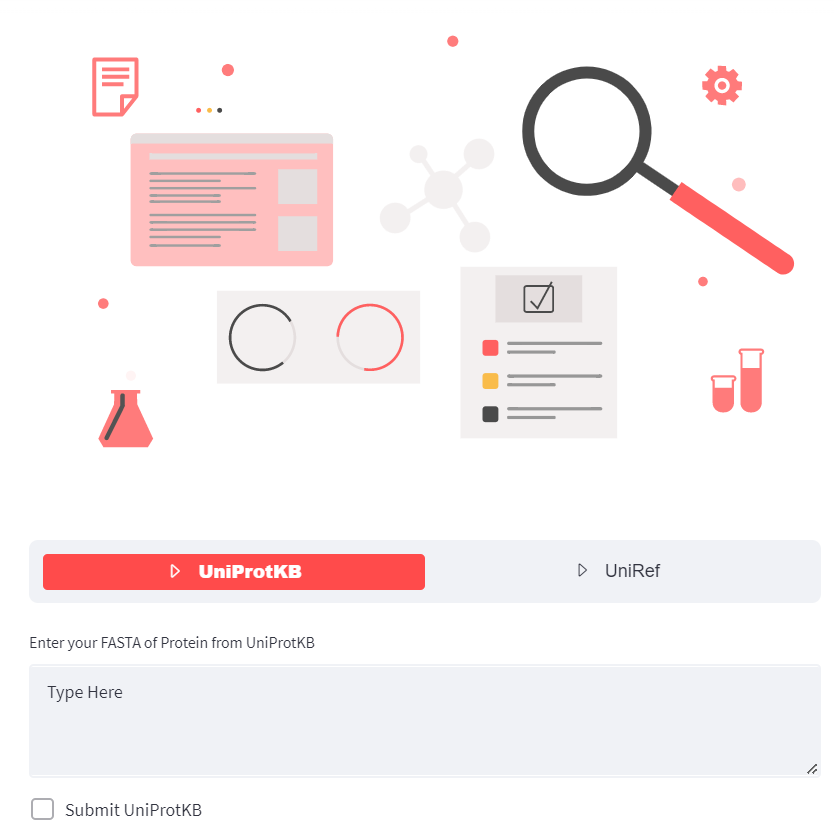 UniProtKB
UniRef
Enter your FASTA of Protein from UniProtKB
Type Here
Submit UniProtKB